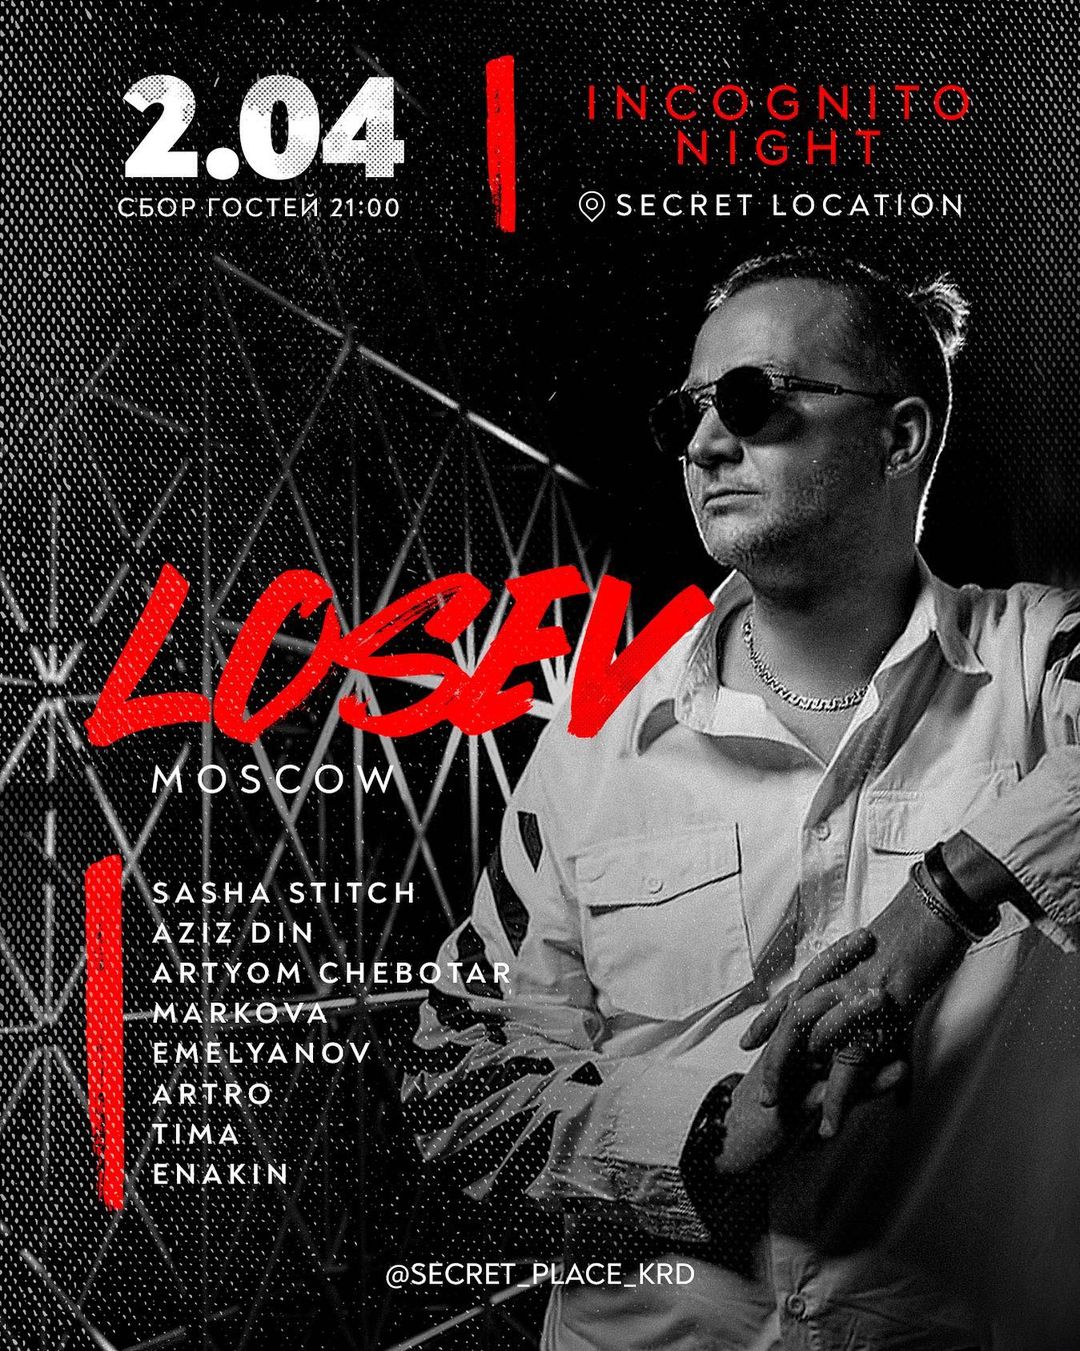 2.04
СБОР ГОСТЕЙ 21:00
INCOGNITO
NIGHT
SECRET LOCATION
LOSEV
MOSCOW
SASHA STITCH
AZIZ DIN
ARTYOM CHEBOTAR
MARKOVA
EMELYANOV
ARTRO
TIMA
ENAKIN
@SECRET_PLACE_KRD